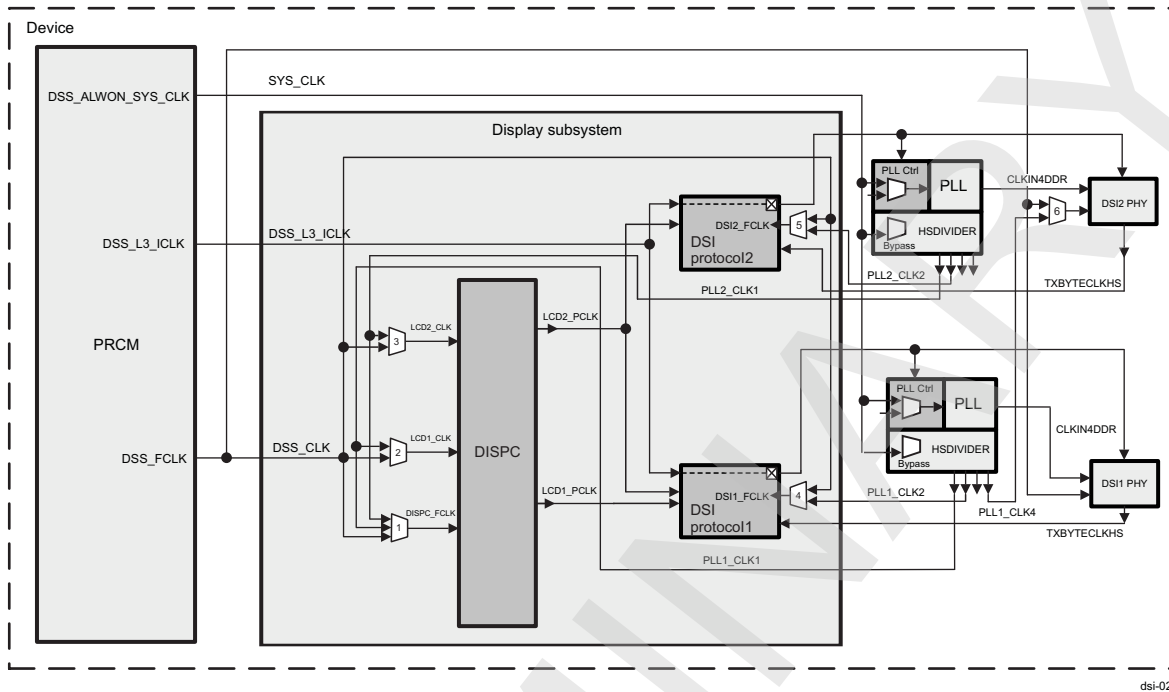 Device
SYS_CLK
DSS_ALWON_SYS_CLK
Display subsystem
PLL Ctrl
PLL
CLKIN4DDR
DSI2 PHY
6
DSI2_FCLK
5
HSDIVIDER
Bypass
DSS_L3_ICLK
DSS_L3_ICLK
DSI
protocol2
PLL2_CLK2
TXBYTECLKHS
PLL2_CLK1
LCD2_PCLK
LCD2_CLK
3
PRCM
PLL Ctrl
PLL
CLKIN4DDR
LCD1_CLK
2
DSS_CLK
DSS_FCLK
DISPC
HSDIVIDER
Bypass
DSI1 PHY
LCD1_PCLK
DSI1_FCLK
4
PLL1_CLK2
DSI
protocol1
PLL1_CLK4
DISPC_FCLK
1
TXBYTECLKHS
PLL1_CLK1
dsi-02